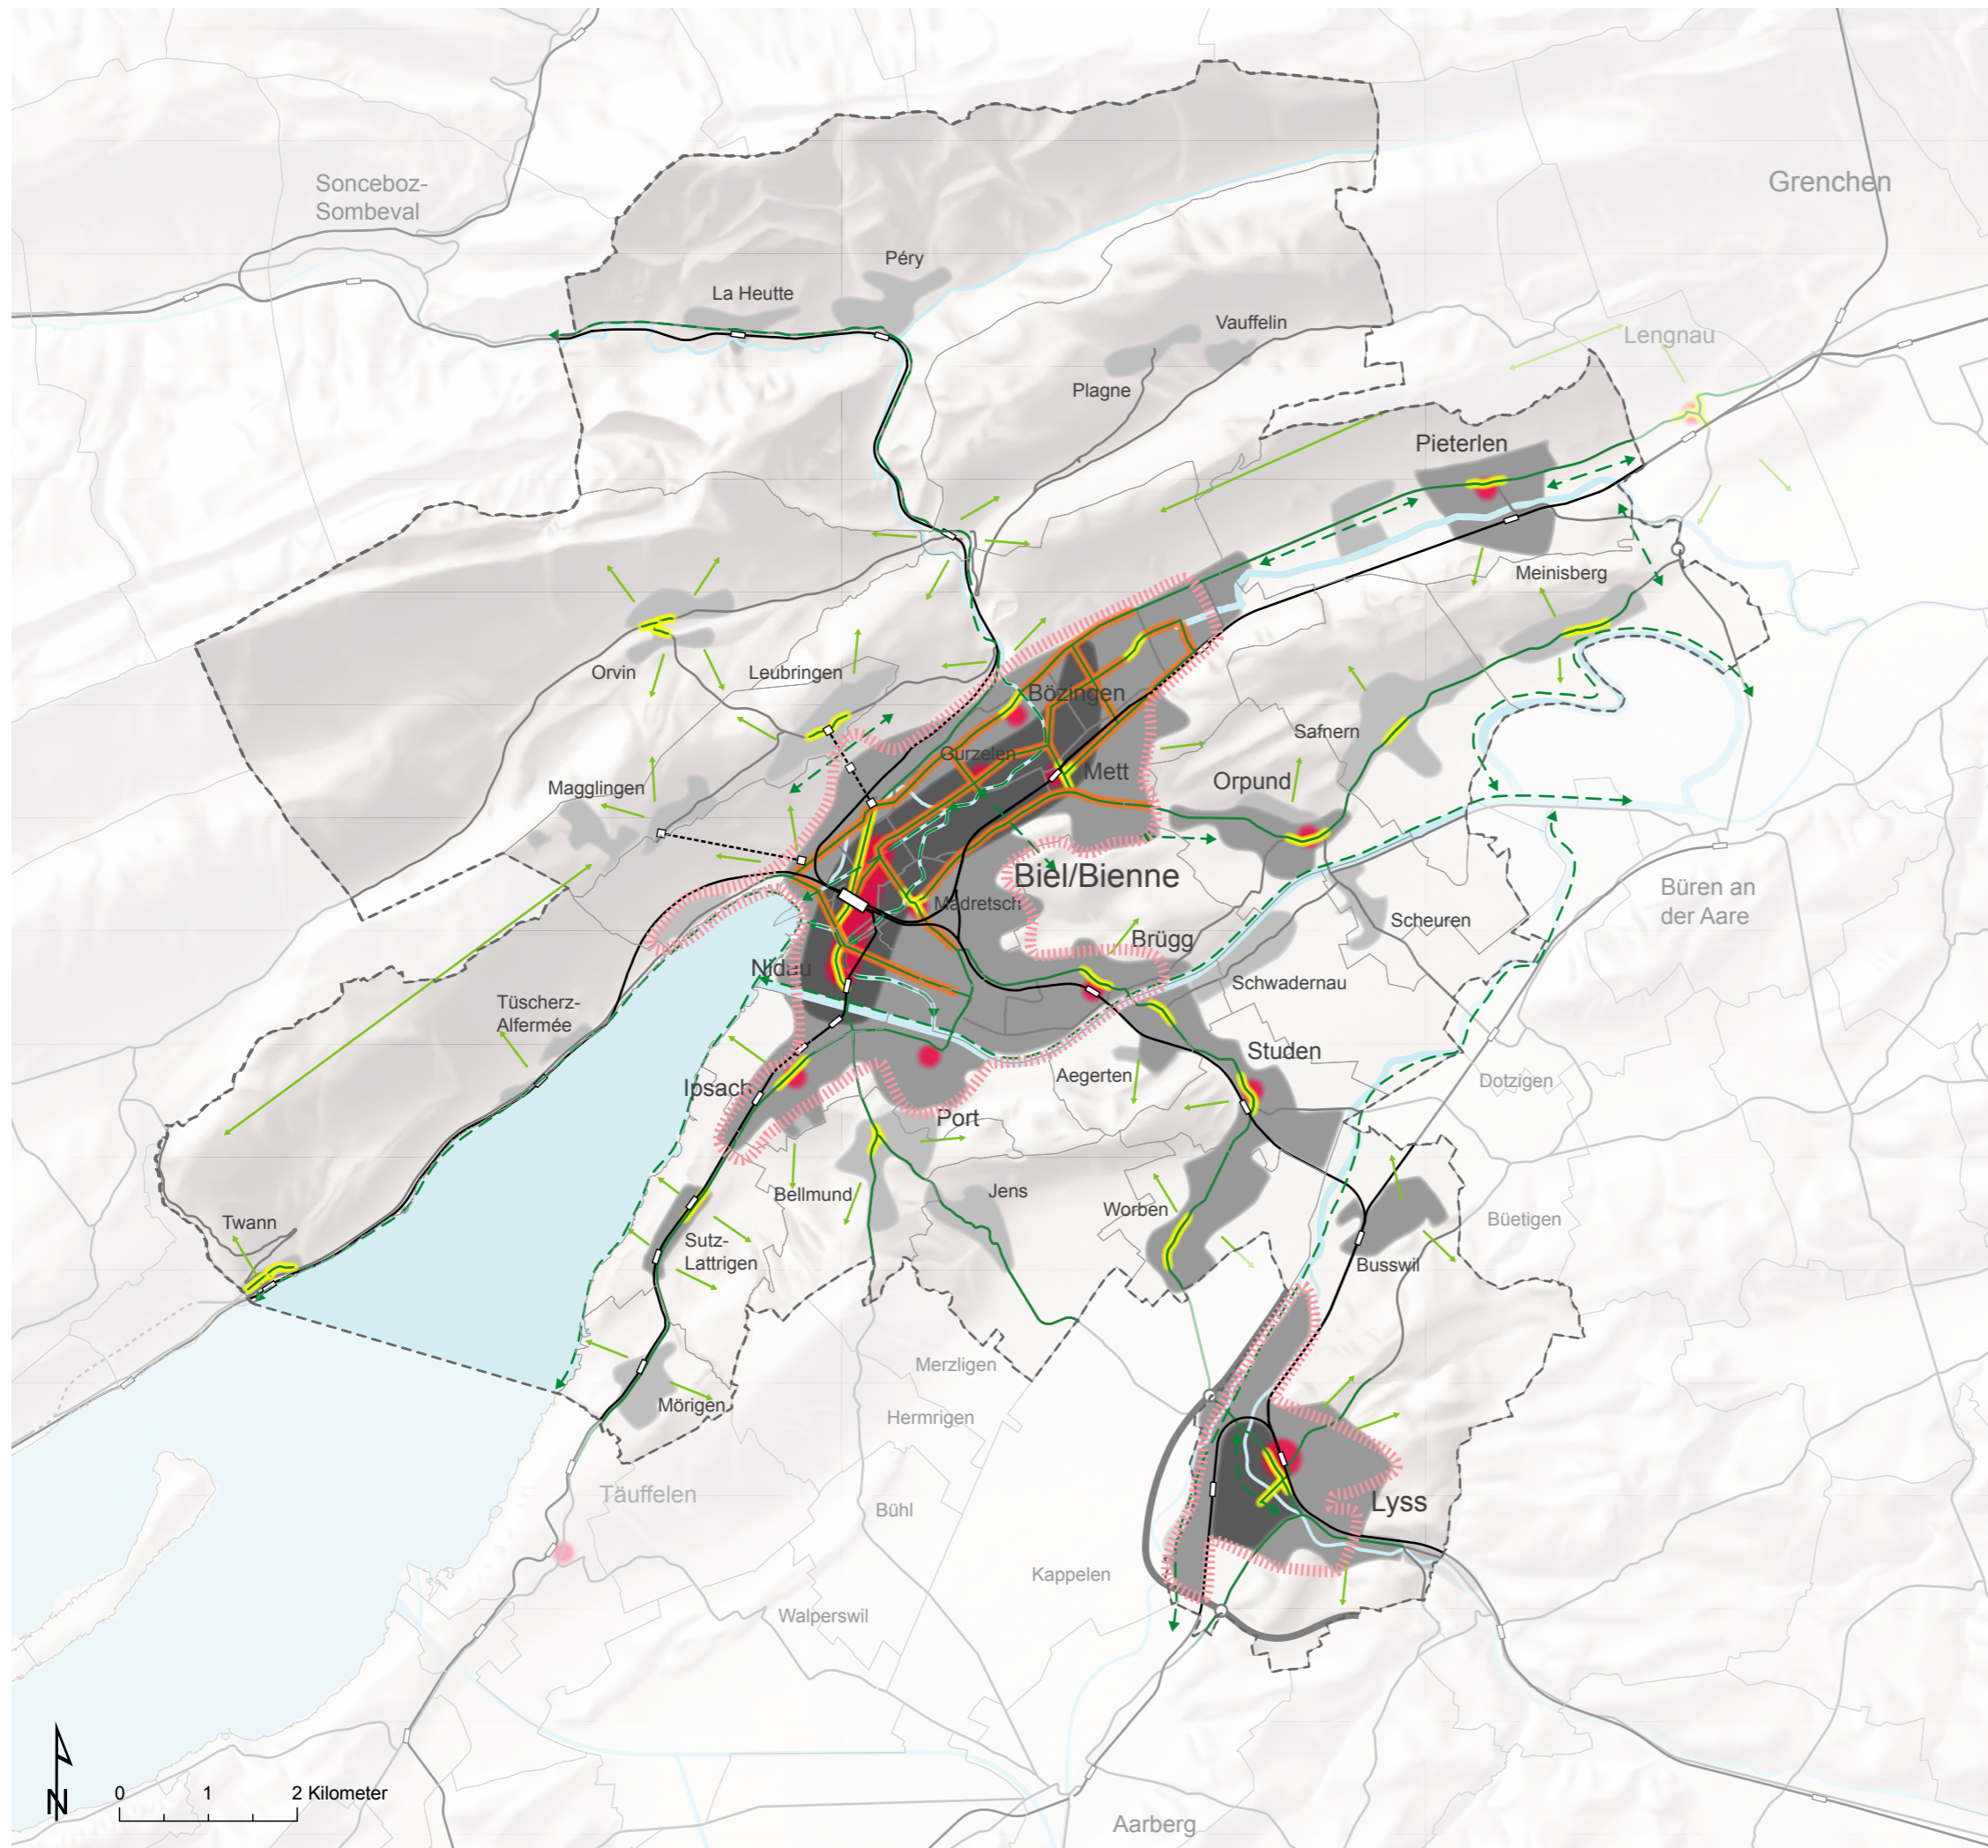 Sonceboz-
Sombeval
Grenchen
Péry
La Heutte
Vauffelin
Lengnau
Plagne
Pieterlen
Meinisberg
Orvin
Leubringen
Bözingen
Safnern
Gurzelen
Mett
Orpund
Magglingen
Biel/Bienne
Büren an
der Aare
Madretsch
Scheuren
Brügg
Nidau
Schwadernau
Tüscherz-
Alfermée
Studen
Aegerten
Ipsach
Dotzigen
Port
Bellmund
Jens
Worben
Twann
Büetigen
Sutz-
Lattrigen
Busswil
Merzligen
Mörigen
Hermrigen
Täuffelen
Lyss
Bühl
Kappelen
Walperswil
N
0 1 2 Kilometer
Aarberg